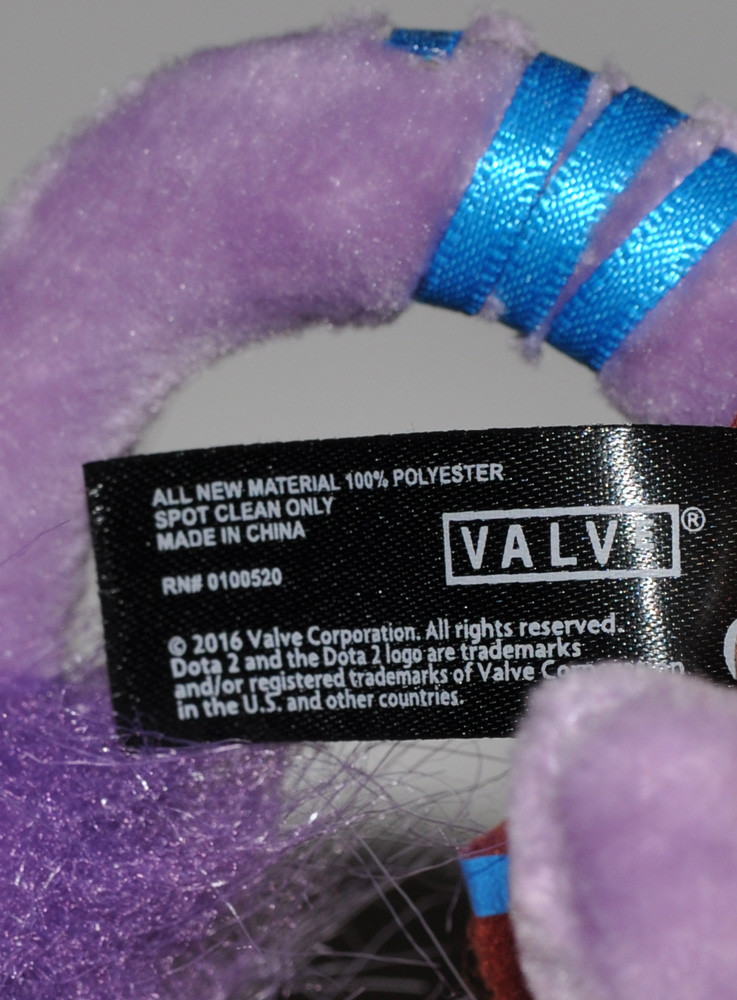 ALL NEW MATERIAL 100% POLYESTER
SPOT CLEAN ONLY
MADE IN CHINA
RN# 0100520
VALVE®
© 2016 Valve Corporation. All rights reserved.
Dota 2 and the Dota 2 logo are trademarks
and/or registered trademarks of Valve Corporation
in the U.S. and other countries.